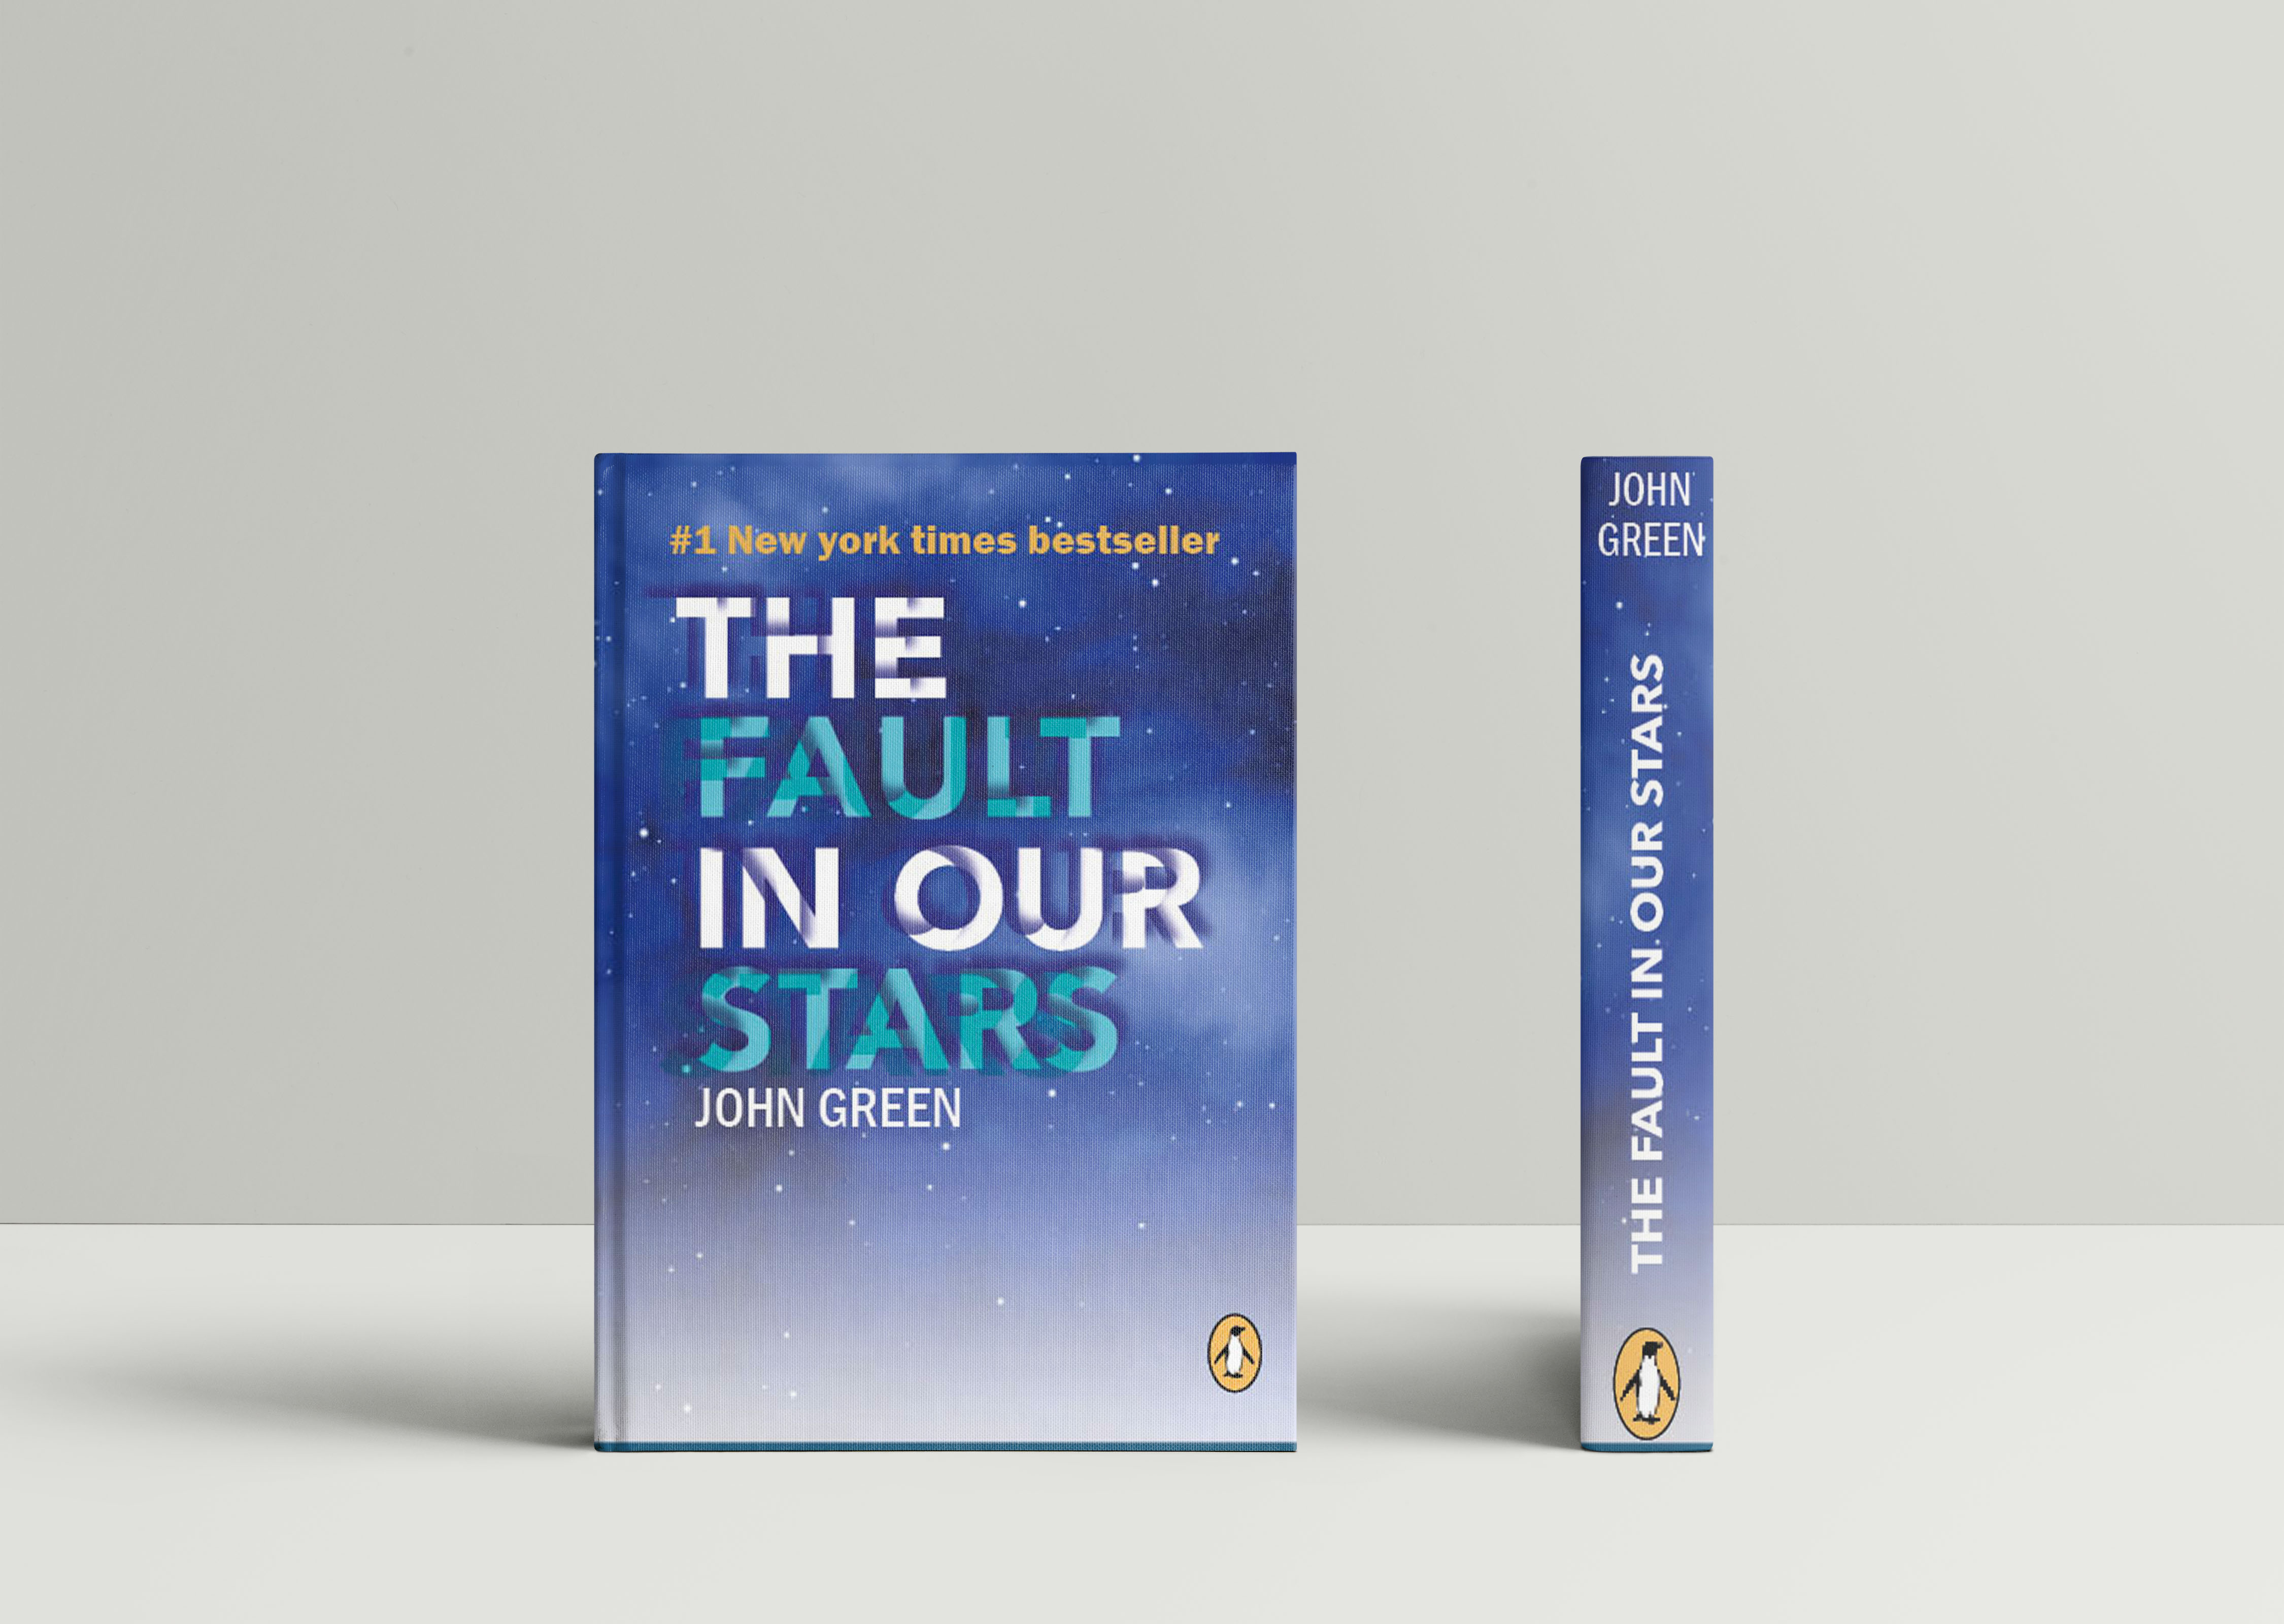 #1 New york times bestseller
THE
FAULT
IN OUR
STARS
JOHN GREEN
JOHN
GREEN
THE FAULT IN OUR STARS